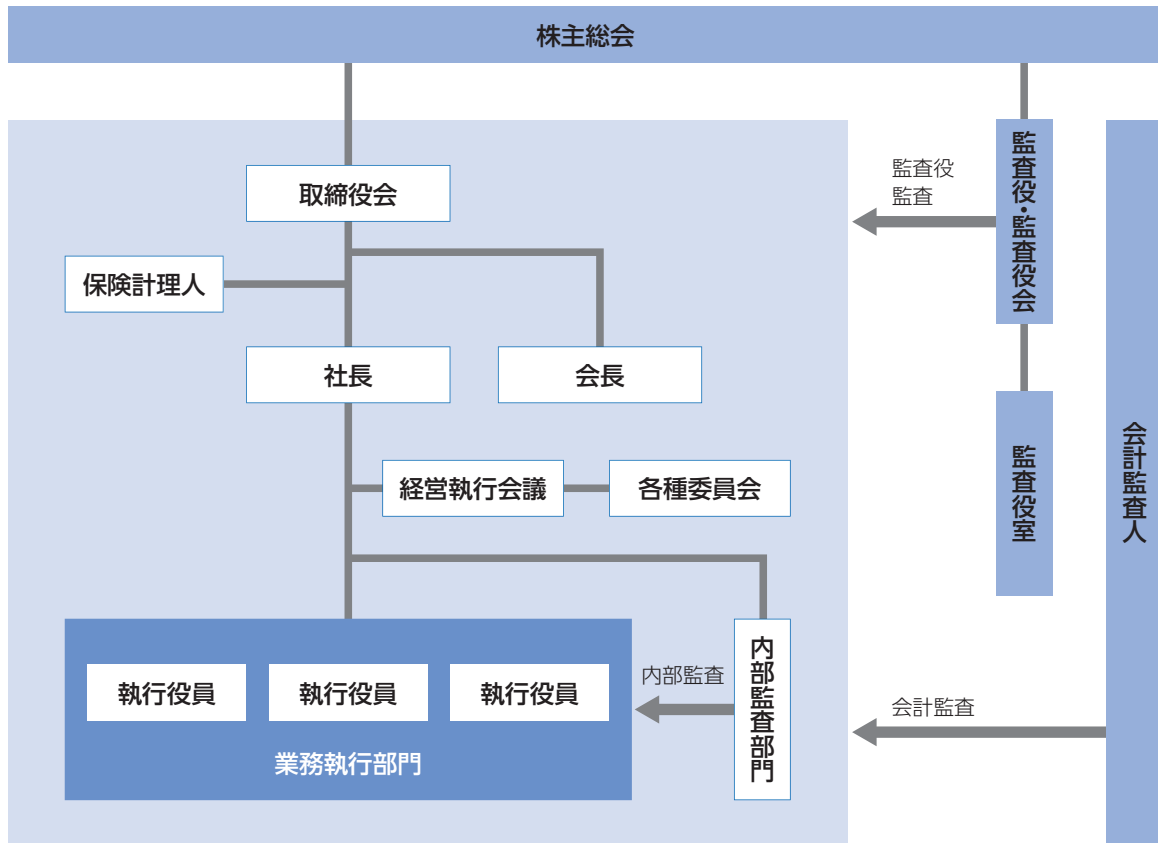 株主総会
取締役会
保険計理人
社長
会長
経営執行会議
各種委員会
執行役員
執行役員
執行役員
業務執行部門
内部監査
内部監査部門
監査役
監査
監査役・監査役会
監査役室
会計監査
会計監査人